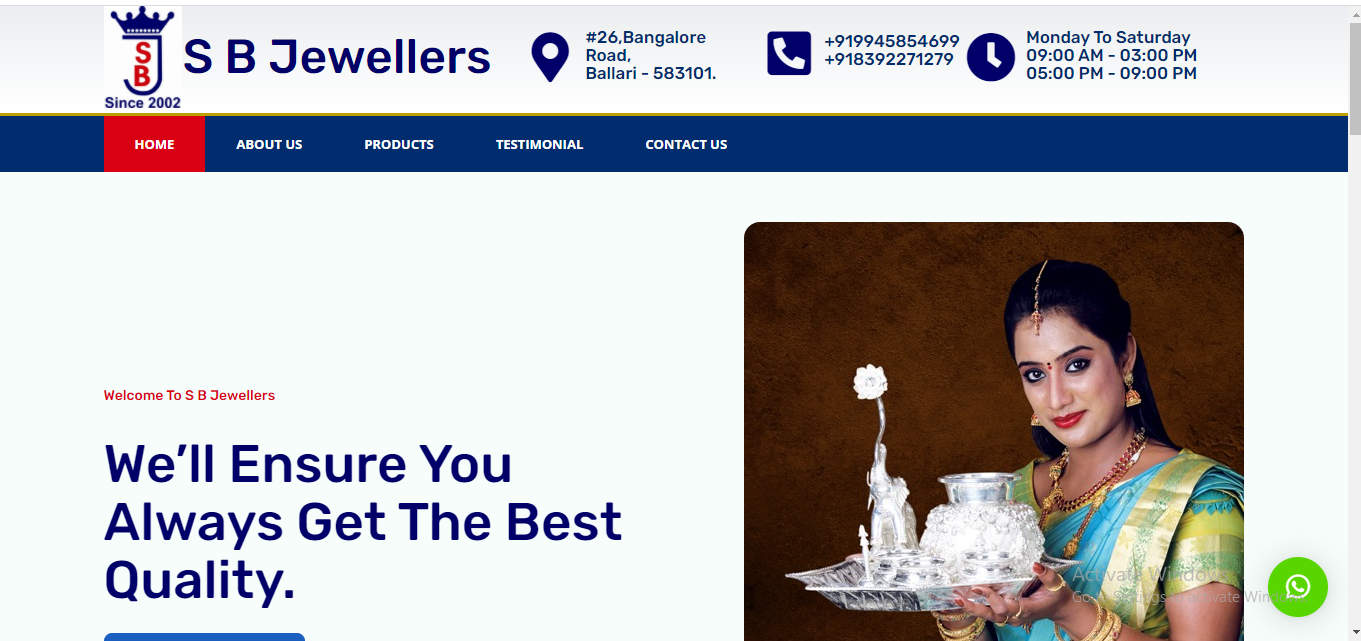 S
B
Since 2002
S B Jewellers
#26,Bangalore
Road,
Ballari - 583101.
+919945854699
+918392271279
Monday To Saturday
09:00 AM - 03:00 PM
05:00 PM - 09:00 PM
HOME
ABOUT US
PRODUCTS
TESTIMONIAL
CONTACT US
Welcome To S B Jewellers
We’ll Ensure You
Always Get The Best
Quality.
Activate Windows
Go to Settings to activate Windows.